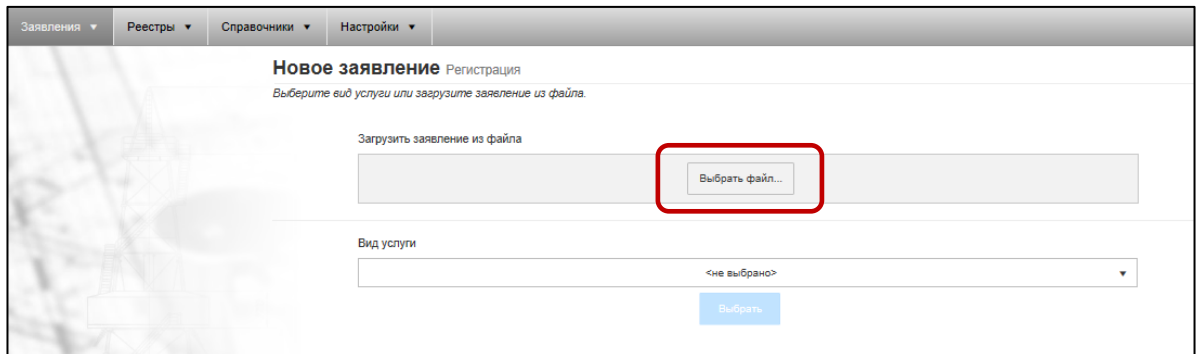 Заявления Реестры Справочники Настройки
Новое заявление Регистрация
Выберите вид услуги или загрузите заявление из файла.
Загрузить заявление из файла
Выбрать файл...
Вид услуги
<не выбрано>
Выбрать